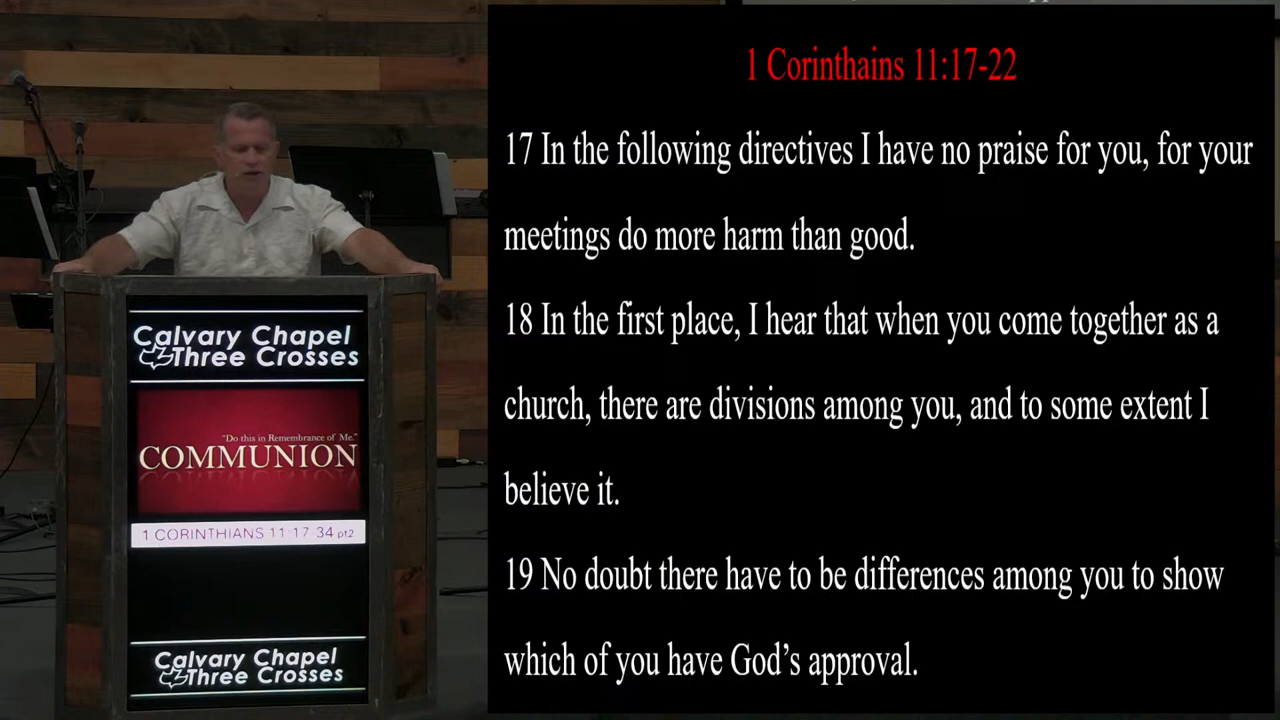 Calvary Chapel
Three Crosses
"Do this in Remembrance of Me."
COMMUNION
1 CORINTHIANS 11:17-34 pt2
Calvary Chapel
Three Crosses
1 Corinthains 11:17-22
17 In the following directives I have no praise for you, for your
meetings do more harm than good.
18 In the first place, I hear that when you come together as a
church, there are divisions among you, and to some extent I
believe it.
19 No doubt there have to be differences among you to show
which of you have God’s approval.